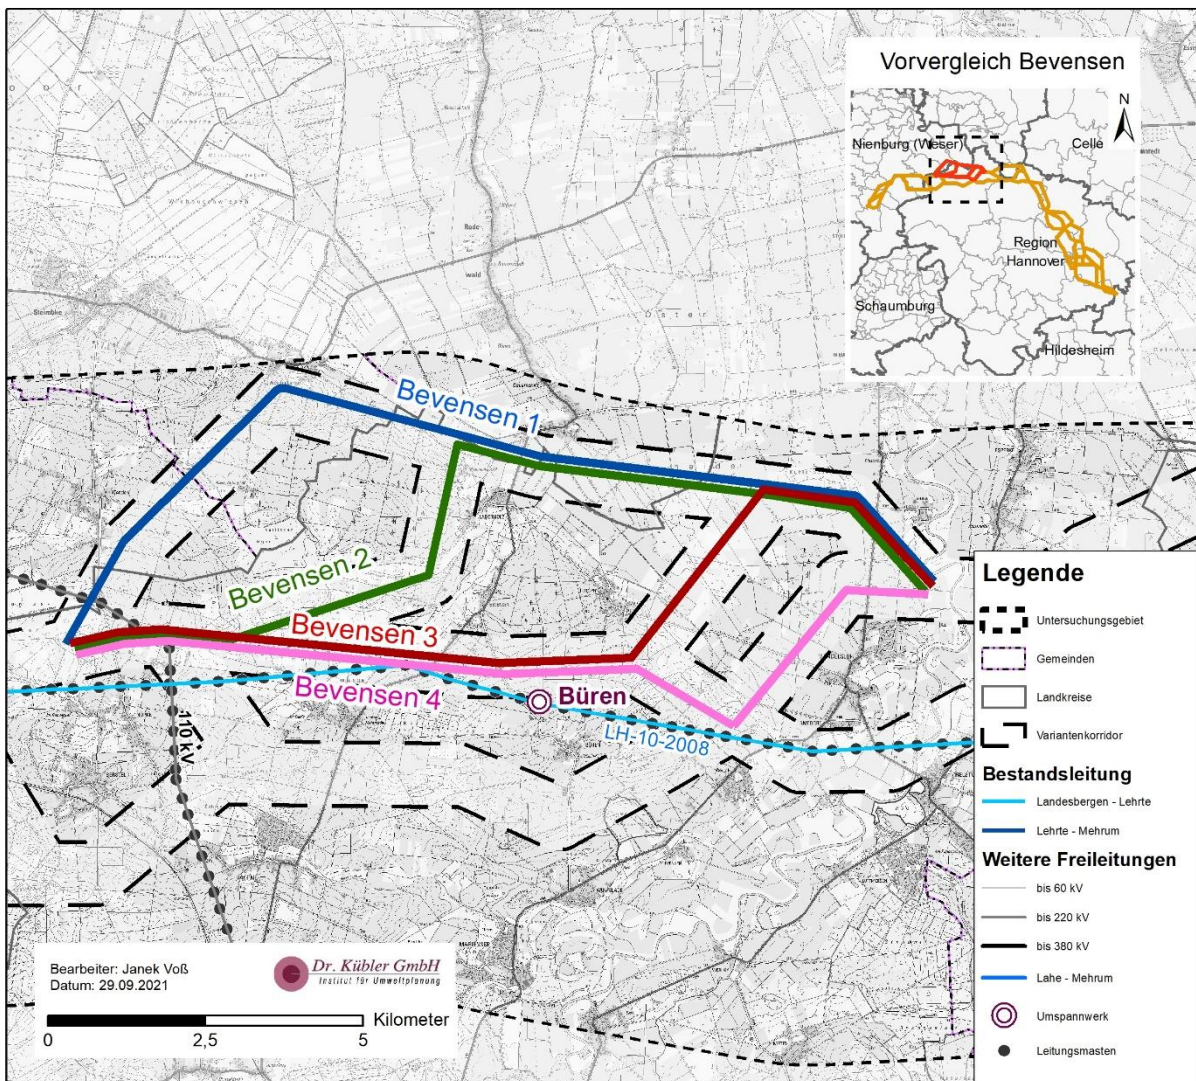 Vorvergleich Bevensen
N
Nienburg (Weser)
Celle
Region
Hannover
Schaumburg
Hildesheim
Steimbke
Rode
wald
Bevensen 1
Bevensen 2
Bevensen 3
Bevensen 4
Büren
LH-10-2008
110 kV
Legende
Untersuchungsgebiet
Gemeinden
Landkreise
Variantenkorridor
Bestandsleitung
Landesbergen - Lehrte
Lehrte - Mehrum
Weitere Freileitungen
bis 60 kV
bis 220 kV
bis 380 kV
Lahe - Mehrum
Umspannwerk
Leitungsmasten
Bearbeiter: Janek Voß
Datum: 29.09.2021
Dr. Kübler GmbH
Institut für Umweltplanung
Kilometer
0 2,5 5